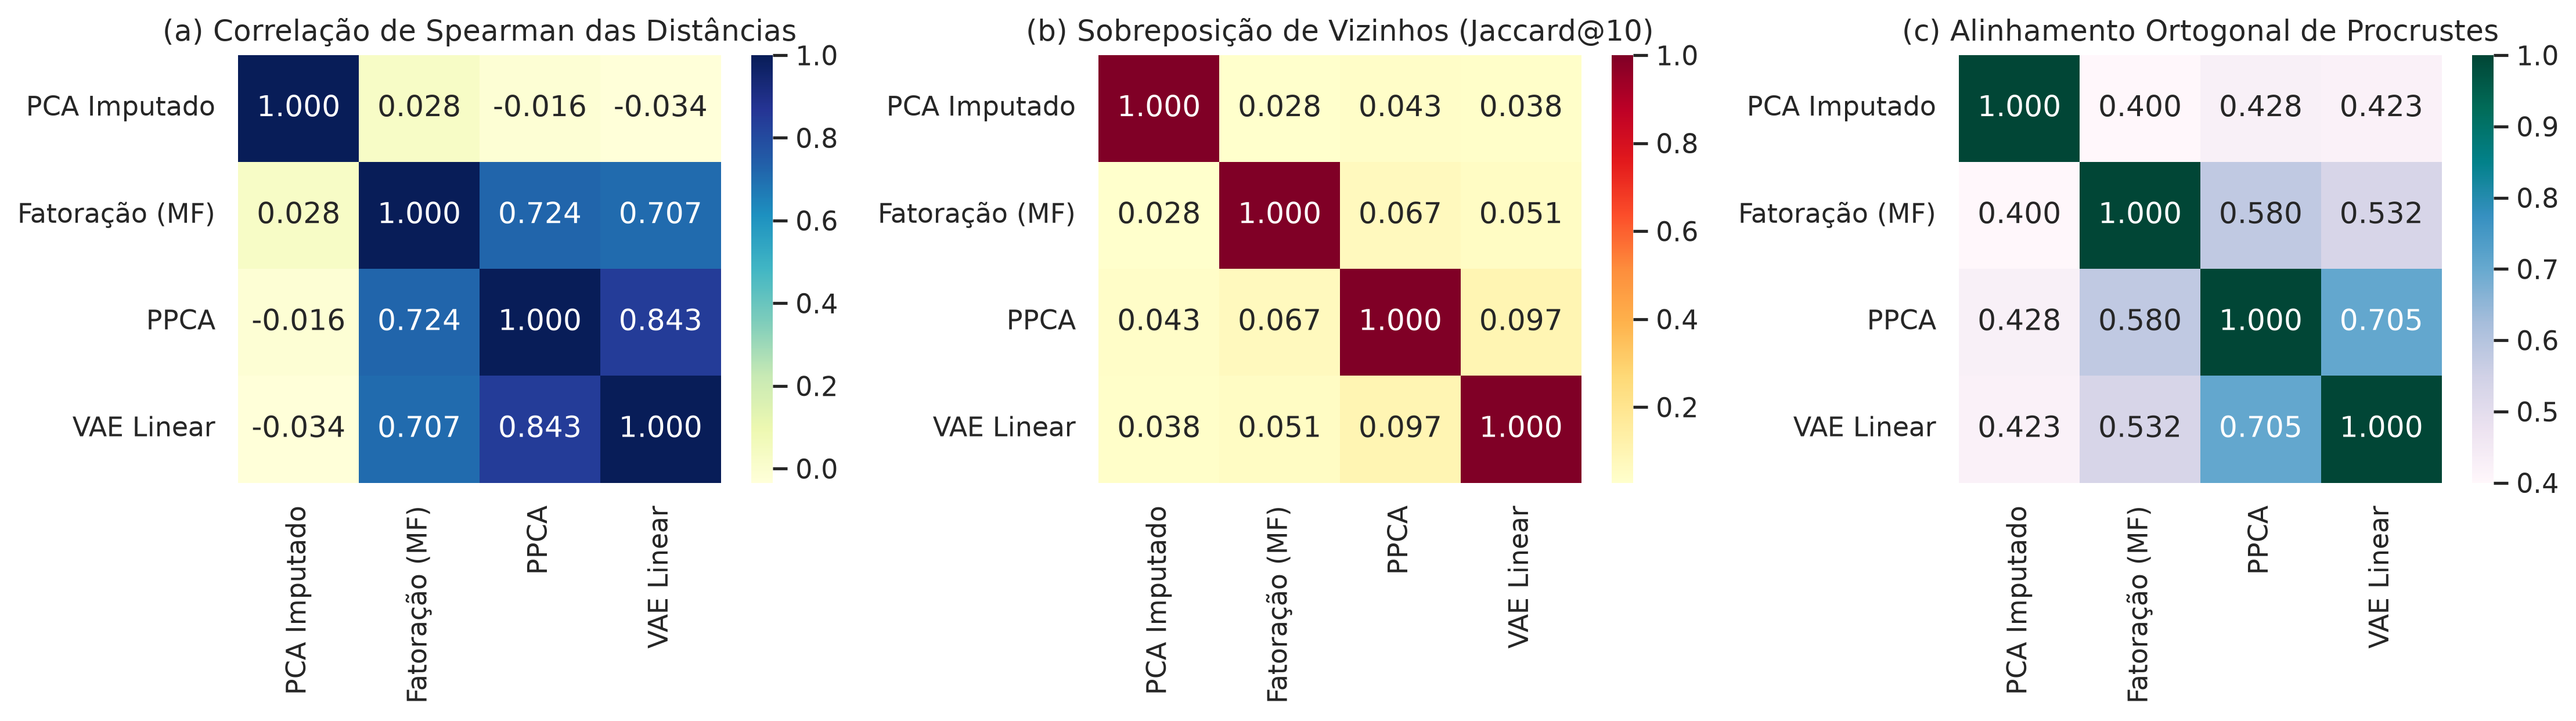 (a) Correlação de Spearman das Distâncias
PCA Imputado 1.000 0.028 -0.016 -0.034
Fatoração (MF) 0.028 1.000 0.724 0.707
PPCA -0.016 0.724 1.000 0.843
VAE Linear -0.034 0.707 0.843 1.000
PCA Imputado
Fatoração (MF)
PPCA
VAE Linear
1.0
0.8
0.6
0.4
0.2
0.0
(b) Sobreposição de Vizinhos (Jaccard@10)
PCA Imputado 1.000 0.028 0.043 0.038
Fatoração (MF) 0.028 1.000 0.067 0.051
PPCA 0.043 0.067 1.000 0.097
VAE Linear 0.038 0.051 0.097 1.000
PCA Imputado
Fatoração (MF)
PPCA
VAE Linear
1.0
0.8
0.6
0.4
0.2
(c) Alinhamento Ortogonal de Procrustes
PCA Imputado 1.000 0.400 0.428 0.423
Fatoração (MF) 0.400 1.000 0.580 0.532
PPCA 0.428 0.580 1.000 0.705
VAE Linear 0.423 0.532 0.705 1.000
PCA Imputado
Fatoração (MF)
PPCA
VAE Linear
1.0
0.9
0.8
0.7
0.6
0.5
0.4